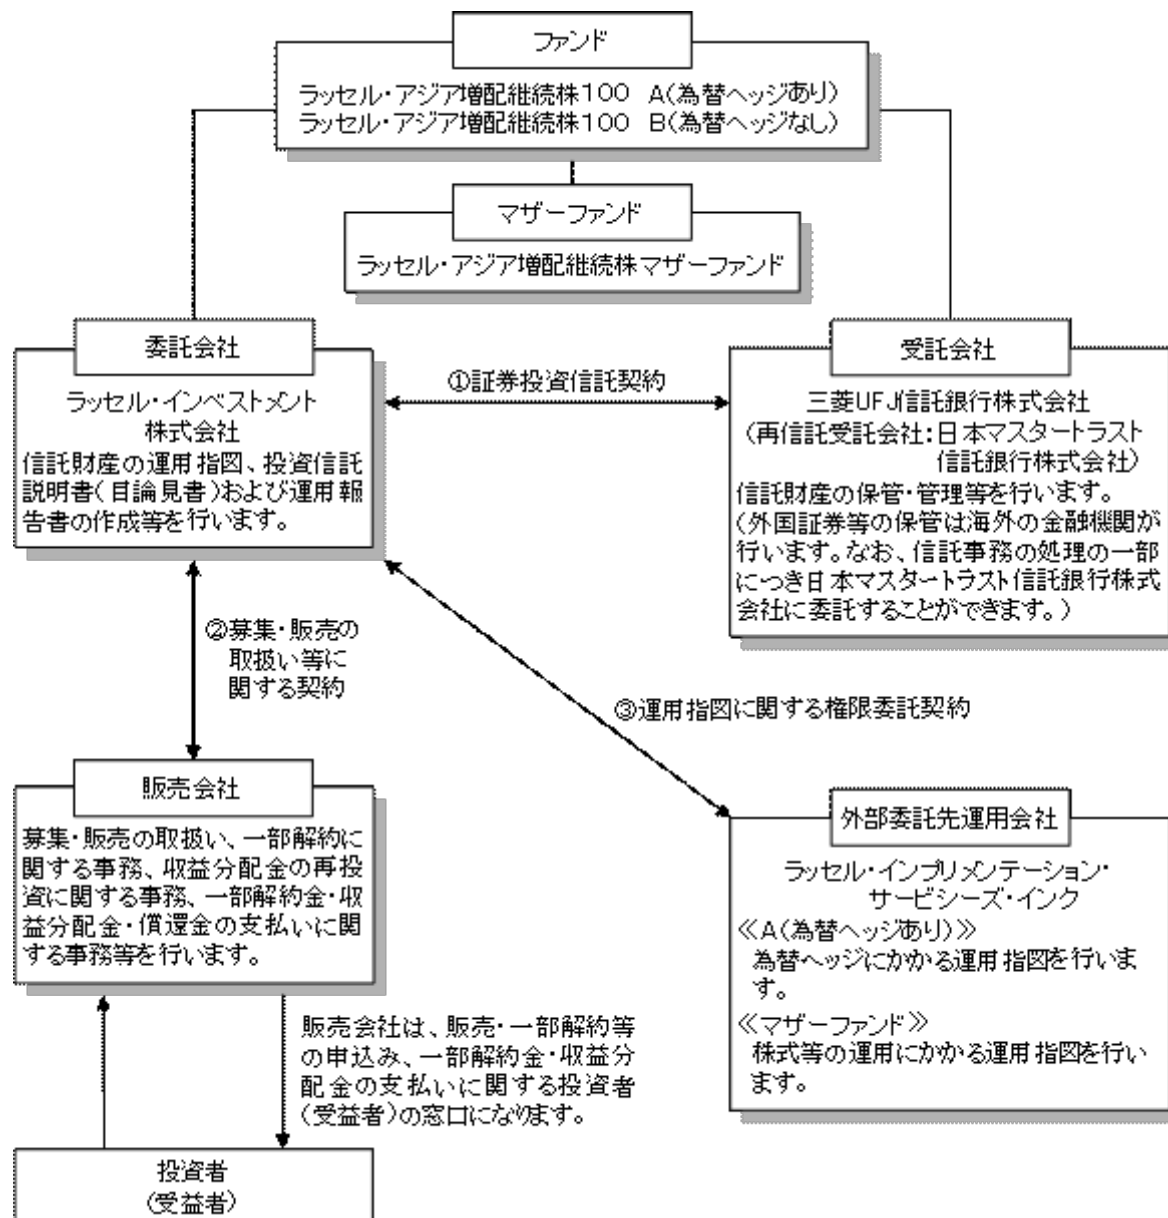 ファンド
ラッセル・アジア増配継続株100 A(為替ヘッジあり)
ラッセル・アジア増配継続株100 B(為替ヘッジなし)
マザーファンド
ラッセル・アジア増配継続株マザーファンド
委託会社
ラッセル・インベストメント
株式会社
信託財産の運用指図、投資信託
説明書(目論見書)および運用報
告書の作成等を行います。
①証券投資信託契約
受託会社
三菱UFJ信託銀行株式会社
(再信託受託会社:日本マスタートラスト
信託銀行株式会社)
信託財産の保管・管理等を行います。
(外国証券等の保管は海外の金融機関が
行います。なお、信託事務の処理の一部
につき日本マスタートラスト信託銀行株式
会社に委託することができます。)
②募集・販売の
取扱い等に
関する契約
③運用指図に関する権限委託契約
販売会社
募集・販売の取扱い、一部解約に
関する事務、収益分配金の再投
資に関する事務、一部解約金・収
益分配金・償還金の支払いに関
する事務等を行います。
外部委託先運用会社
ラッセル・インプリメンテーション・
サービシーズ・インク
≪A(為替ヘッジあり)≫
為替ヘッジにかかる運用指図を行いま
す。
≪マザーファンド≫
株式等の運用にかかる運用指図を行い
ます。
販売会社は、販売・一部解約等
の申込み、一部解約金・収益分
配金の支払いに関する投資者
(受益者)の窓口になります。
投資者
(受益者)